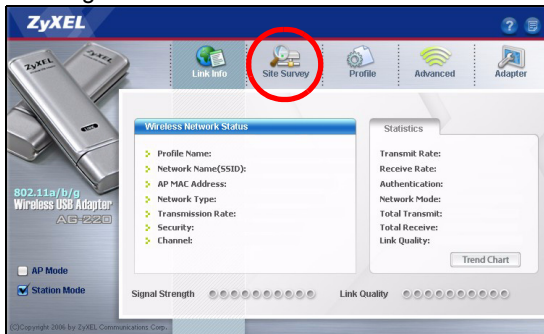 ZyXEL
Link Info
Site Survey
Profile
Advanced
Adapter
Wireless Network Status
Profile Name:
Network Name(SSID):
AP MAC Address:
Network Type:
Transmission Rate:
Security:
Channel:
Statistics
Transmit Rate:
Receive Rate:
Authentication:
Network Mode:
Total Transmit:
Total Receive:
Link Quality:
Trend Chart
ZyXEL
802.11a/b/g
Wireless USB Adapter
AG-220
AP Mode
Station Mode
Signal Strength
Link Quality
(C)Copyright 2006 by ZyXEL Communications Corp.